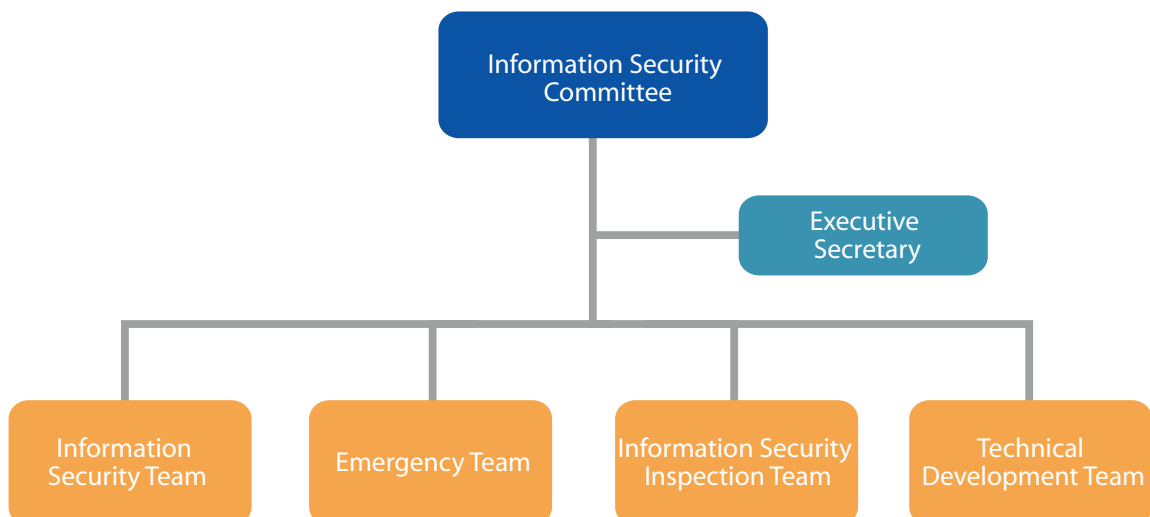 Information Security
Committee
Executive
Secretary
Information
Security Team
Emergency Team
Information Security
Inspection Team
Technical
Development Team